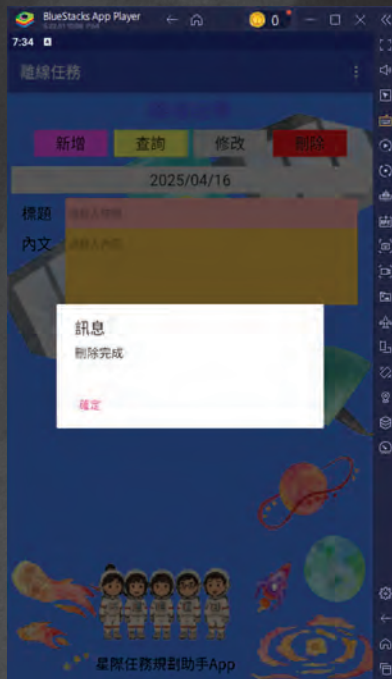 BlueStacks App Player
0
7:34
離線任務
新增 查詢 修改 刪除
2025/04/16
標題
內文
訊息
刪除完成
確定
星際任務規劃助手App